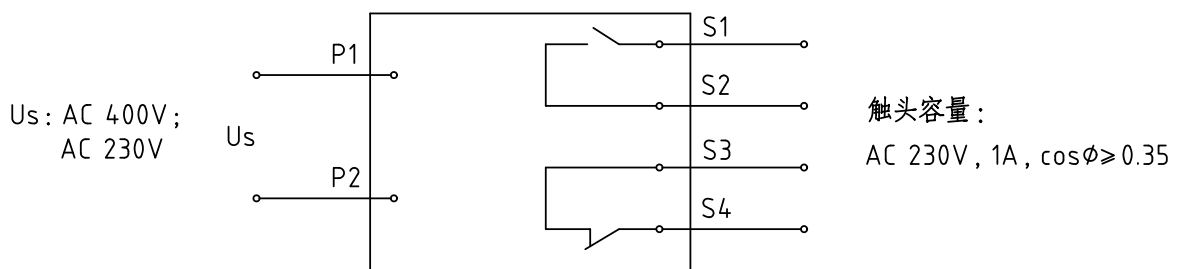 Us: AC 400V;
AC 230V
Us
P1
P2
S1
S2
S3
S4
触头容量:
AC 230V, 1A, cosΦ≥0.35